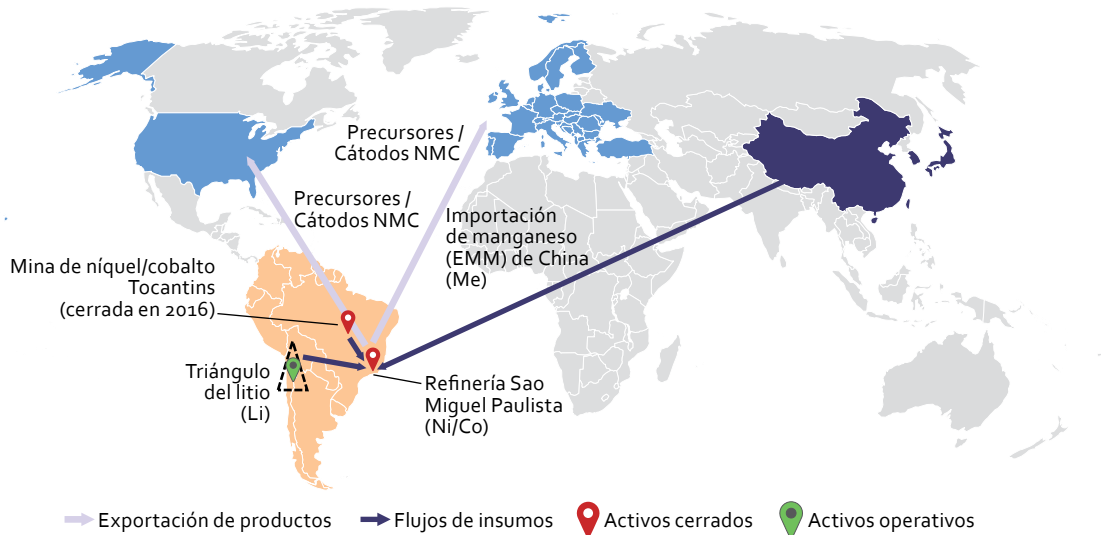 Precursores /
Cátodos NMC
Precursores /
Cátodos NMC
Importación
de manganeso
(EMM) de China
(Me)
Mina de níquel/cobalto
Tocantins
(cerrada en 2016)
Triángulo
del litio
(Li)
Refinería Sao
Miguel Paulista
(Ni/Co)
Exportación de productos
Flujos de insumos
Activos cerrados
Activos operativos